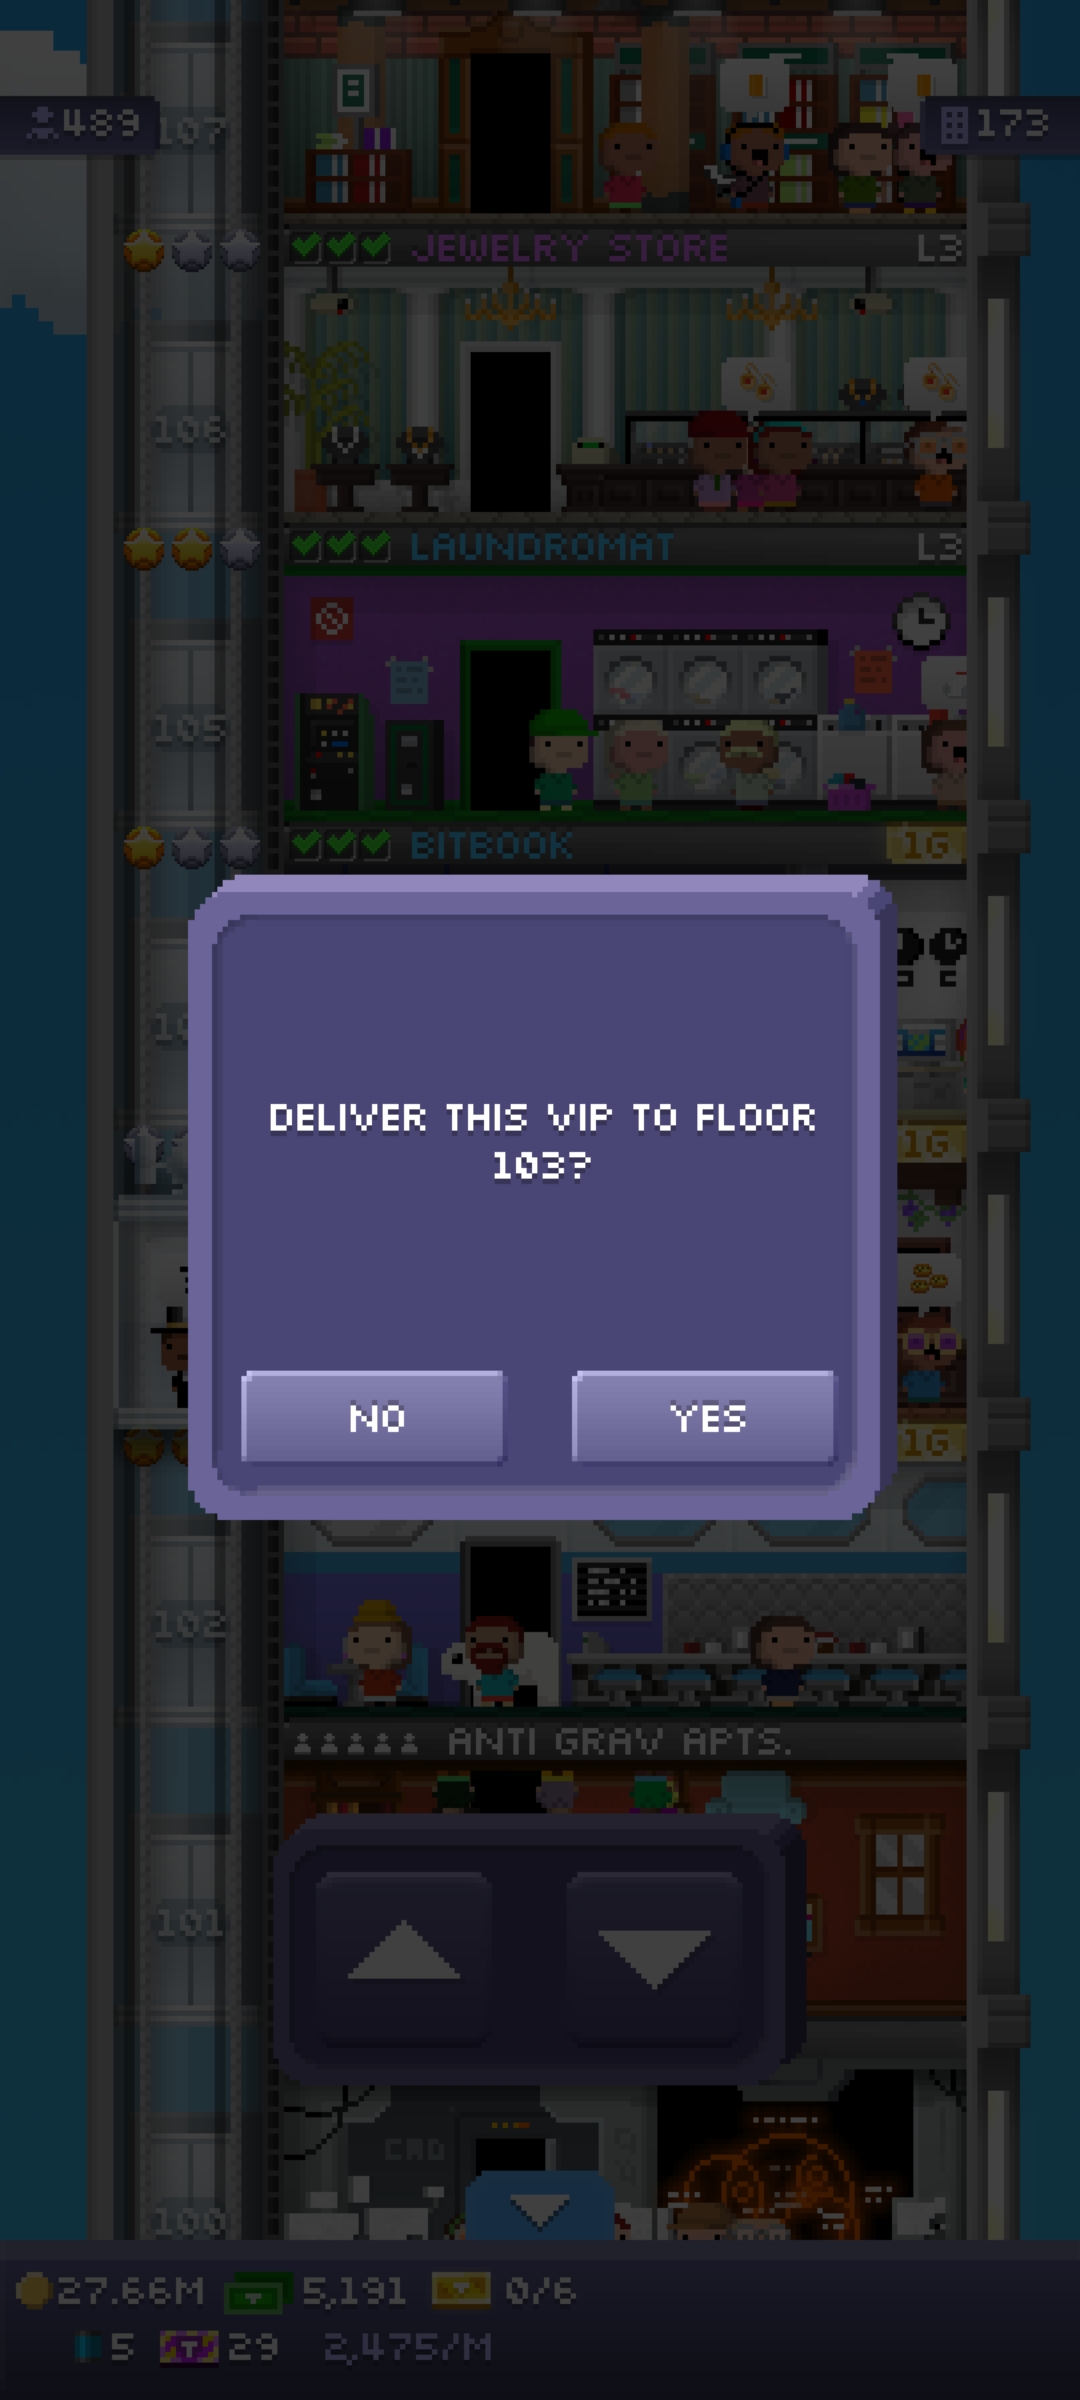 489
107
173
JEWELRY STORE L3
106
LAUNDROMAT L3
105
BITBOOK 1G
1G
DELIVER THIS VIP TO FLOOR
103?
NO YES
1G
102
ANTI GRAV APTS.
101
CAD
100
27.66M 5,191 0/6
5 T 29 2,475/M